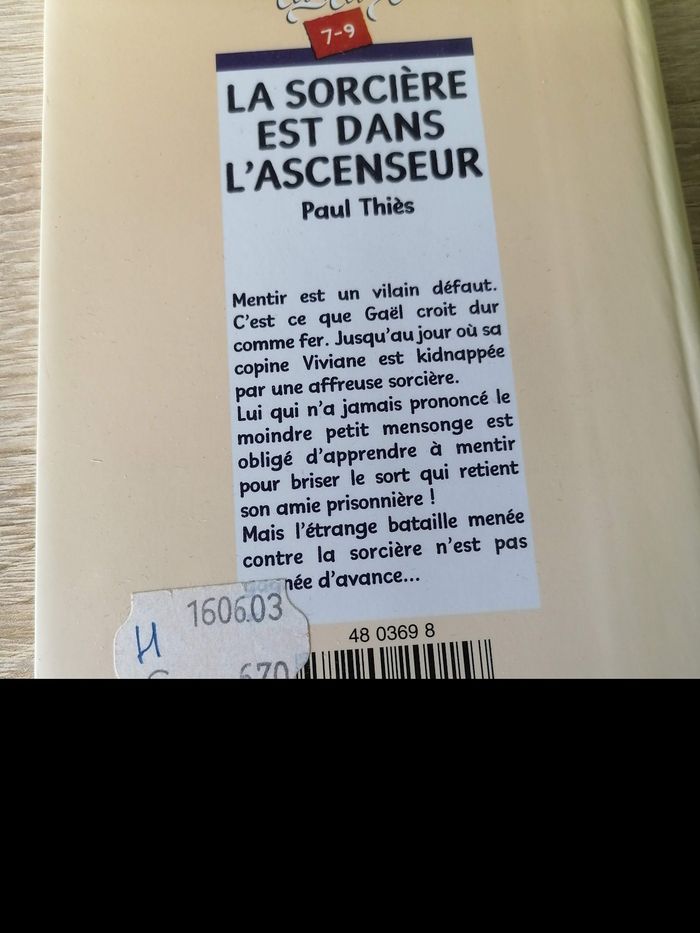 7-9
LA SORCIÈRE
EST DANS
L'ASCENSEUR
Paul Thiès
Mentir est un vilain défaut.
C'est ce que Gaël croit dur
comme fer. Jusqu'au jour où sa
copine Viviane est kidnappée
par une affreuse sorcière.
Lui qui n'a jamais prononcé le
moindre petit mensonge est
obligé d'apprendre à mentir
pour briser le sort qui retient
son amie prisonnière !
Mais l'étrange bataille menée
contre la sorcière n'est pas
gagnée d'avance...
160603
H
670
48 0369 8